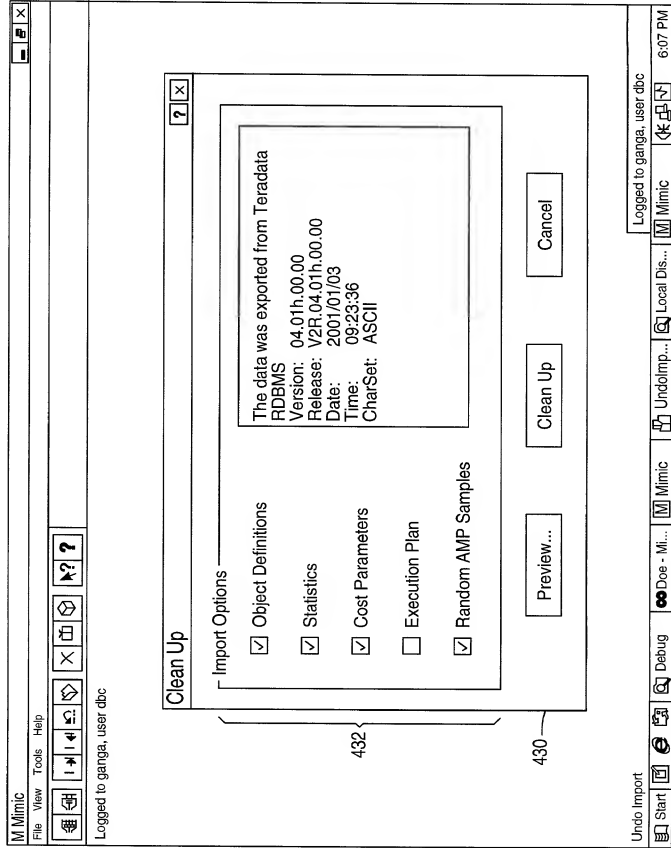 M Mimic
File View Tools Help
Logged to ganga, user dbc
Clean Up
Import Options
Object Definitions
Statistics
Cost Parameters
Execution Plan
Random AMP Samples
The data was exported from Teradata
RDBMS
Version: 04.01h.00.00
Release: V2R.04.01h.00.00
Date: 2001/01/03
Time: 09:23:36
CharSet: ASCII
Preview...
Clean Up
Cancel
432
430
Undo Import
Logged to ganga, user dbc
Start
Debug
Doe - Mi...
M Mimic
UndoImp...
Local Dis...
M Mimic
6:07 PM